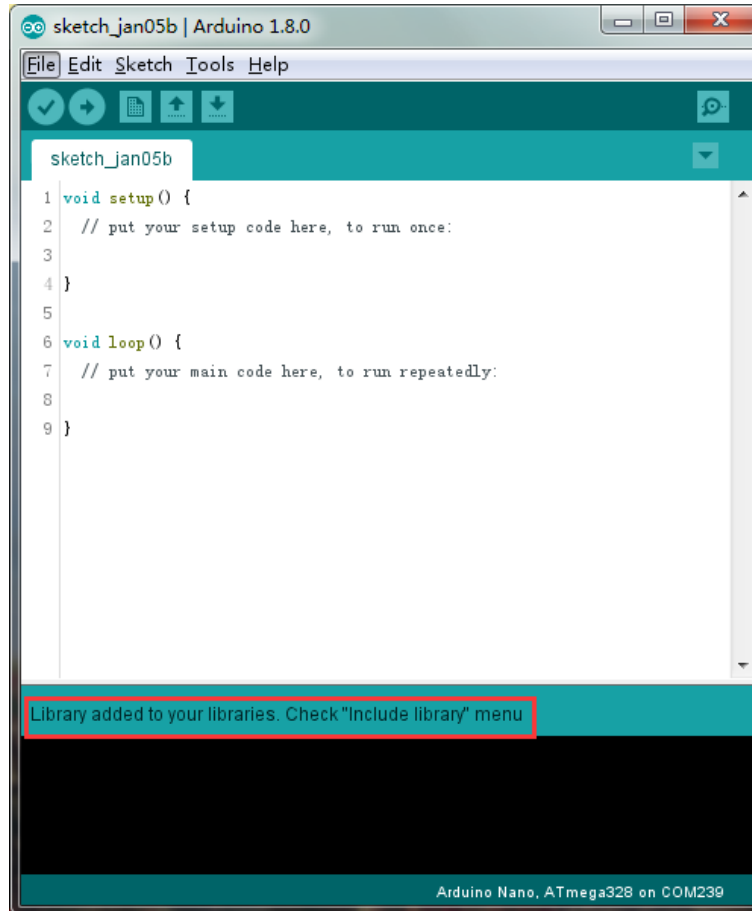 sketch_jan05b | Arduino 1.8.0
File Edit Sketch Tools Help
sketch_jan05b
1 void setup() {
2 // put your setup code here, to run once:
3
4 }
5
6 void loop() {
7 // put your main code here, to run repeatedly:
8
9 }
Library added to your libraries. Check "Include library" menu
Arduino Nano, ATmega328 on COM239